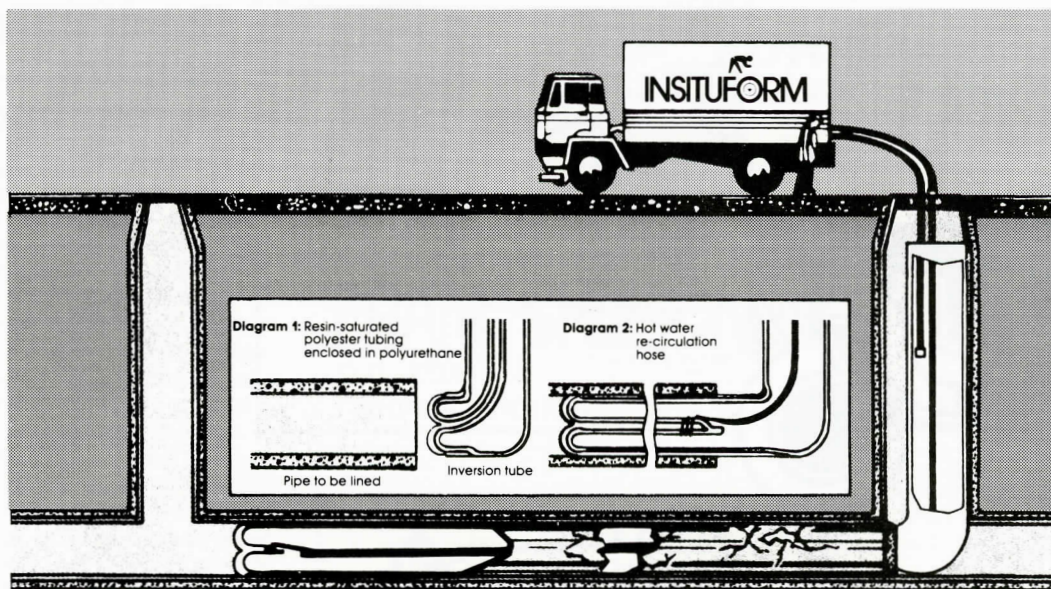 INSITUFORM
Diagram 1: Resin-saturated
polyester tubing
enclosed in polyurethane
Pipe to be lined
Inversion tube
Diagram 2: Hot water
re-circulation
hose